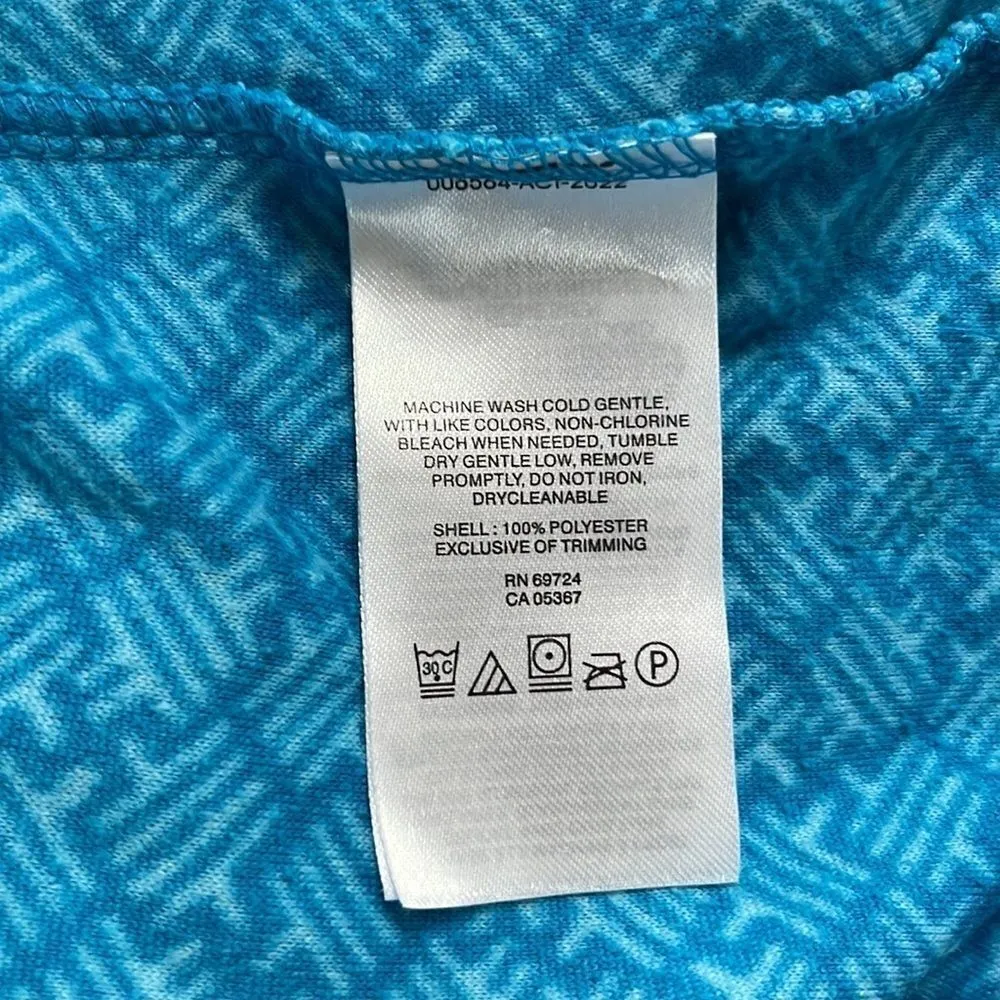 MACHINE WASH COLD GENTLE,
WITH LIKE COLORS, NON-CHLORINE
BLEACH WHEN NEEDED, TUMBLE
DRY GENTLE LOW, REMOVE
PROMPTLY, DO NOT IRON,
DRYCLEANABLE
SHELL : 100% POLYESTER
EXCLUSIVE OF TRIMMING
RN 69724
CA 05367
30 C
P